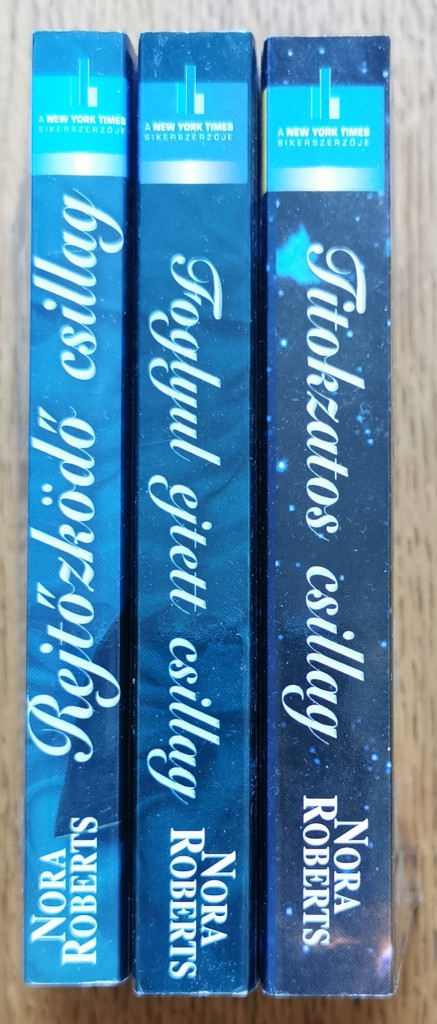 A NEW YORK TIMES
SIKERSZERZŐJE
Rejtőzködő csillag
NORA
ROBERTS
A NEW YORK TIMES
SIKERSZERZŐJE
Foglyul ejtett csillag
NORA
ROBERTS
A NEW YORK TIMES
SIKERSZERZŐJE
Titokzatos csillag
NORA
ROBERTS